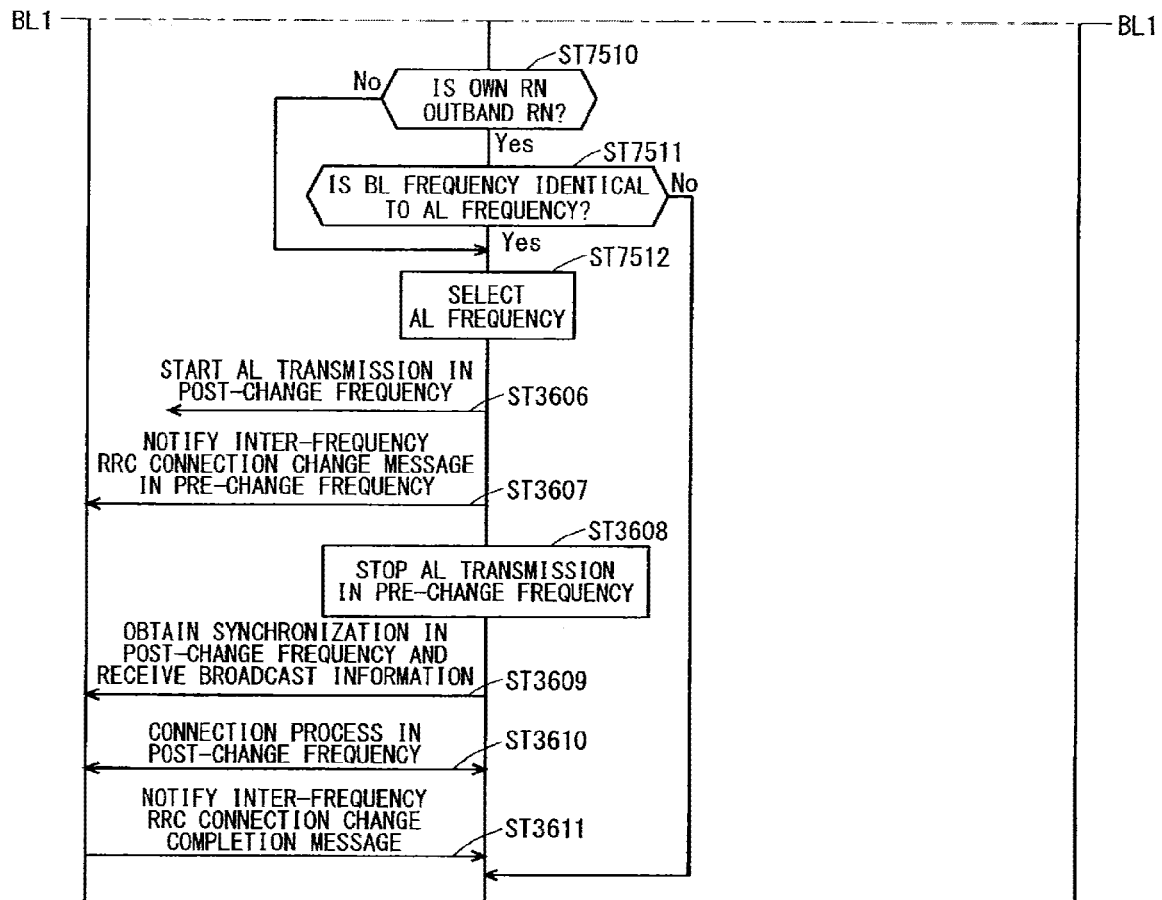 BL1
BL1
ST7510
No
IS OWN RN
OUTBAND RN?
Yes
ST7511
IS BL FREQUENCY IDENTICAL
TO AL FREQUENCY?
No
Yes
ST7512
SELECT
AL FREQUENCY
START AL TRANSMISSION IN
POST-CHANGE FREQUENCY
ST3606
NOTIFY INTER-FREQUENCY
RRC CONNECTION CHANGE MESSAGE
IN PRE-CHANGE FREQUENCY
ST3607
ST3608
STOP AL TRANSMISSION
IN PRE-CHANGE FREQUENCY
OBTAIN SYNCHRONIZATION IN
POST-CHANGE FREQUENCY AND
RECEIVE BROADCAST INFORMATION
ST3609
CONNECTION PROCESS IN
POST-CHANGE FREQUENCY
ST3610
NOTIFY INTER-FREQUENCY
RRC CONNECTION CHANGE
COMPLETION MESSAGE
ST3611